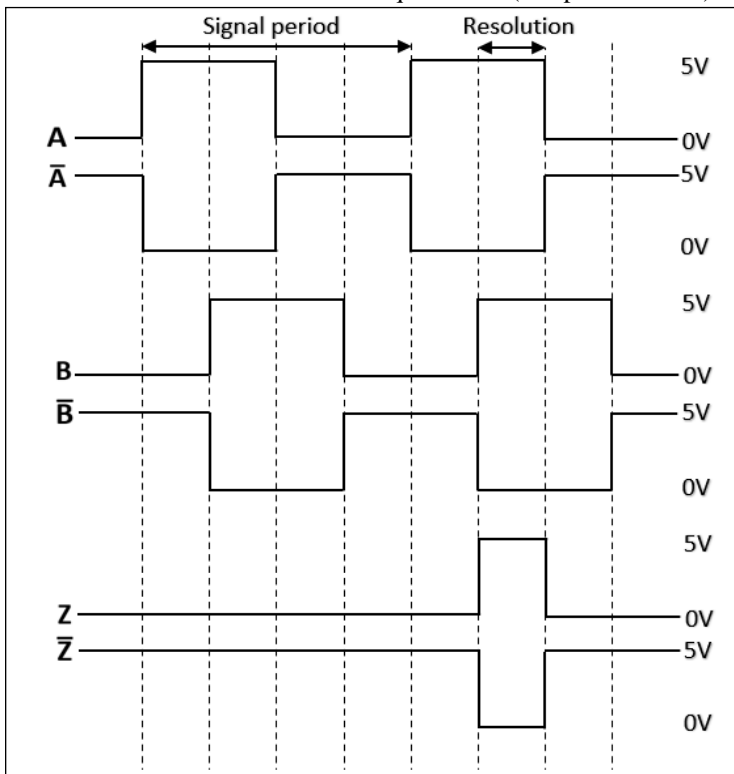 Signal period Resolution
5V
A 0V
A̅ 5V
0V
5V
B 0V
B̅ 5V
0V
5V
Z 0V
Z̅ 5V
0V